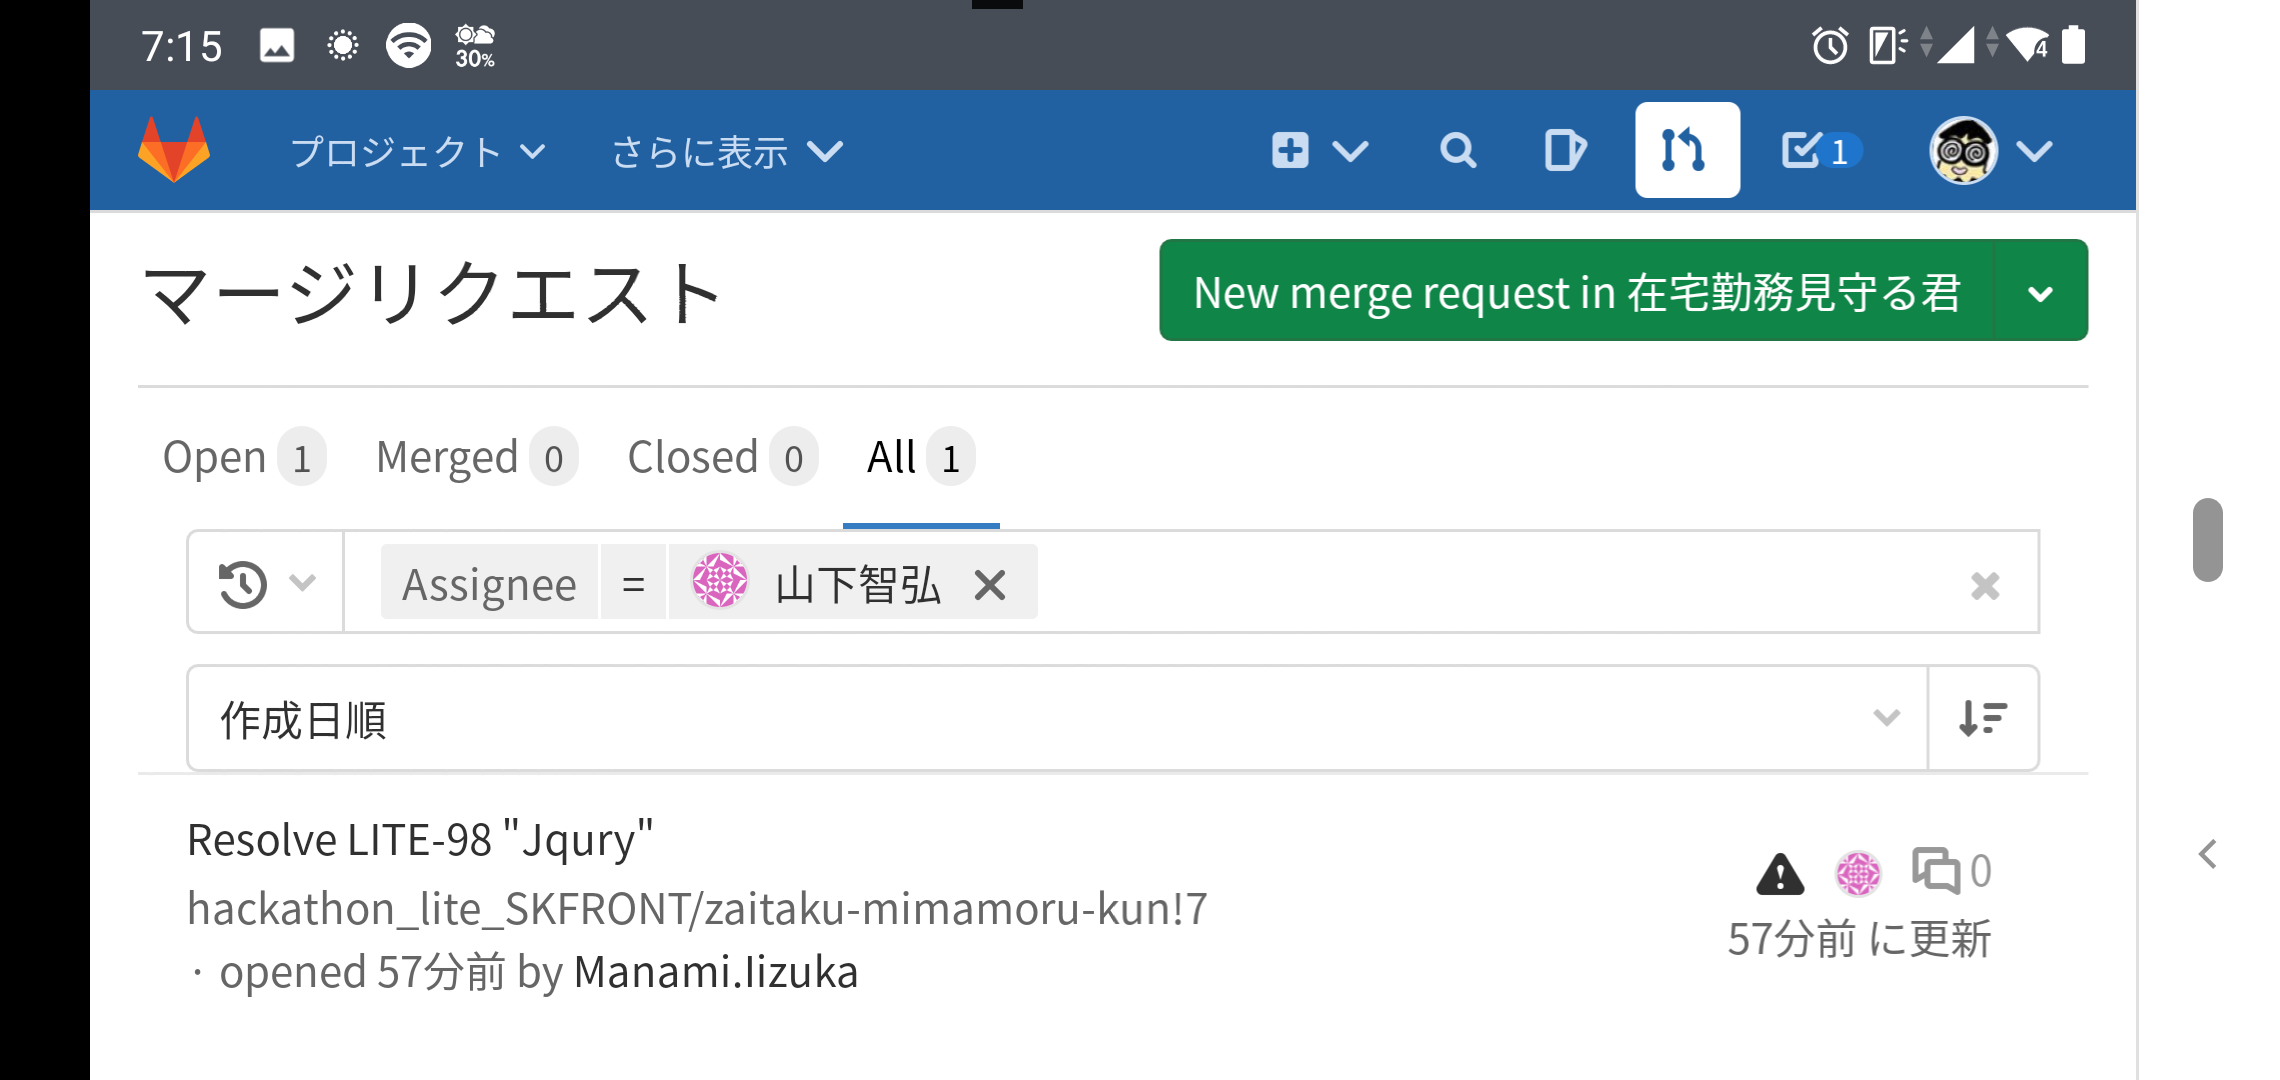 7:15 30% 4
プロジェクト さらに表示 1
マージリクエスト New merge request in 在宅勤務見守る君
Open 1 Merged 0 Closed 0 All 1
Assignee = 山下智弘
作成日順
Resolve LITE-98 "Jqury"
hackathon_lite_SKFRONT/zaitaku-mimamoru-kun!7 0
· opened 57分前 by Manami.Iizuka 57分前 に更新